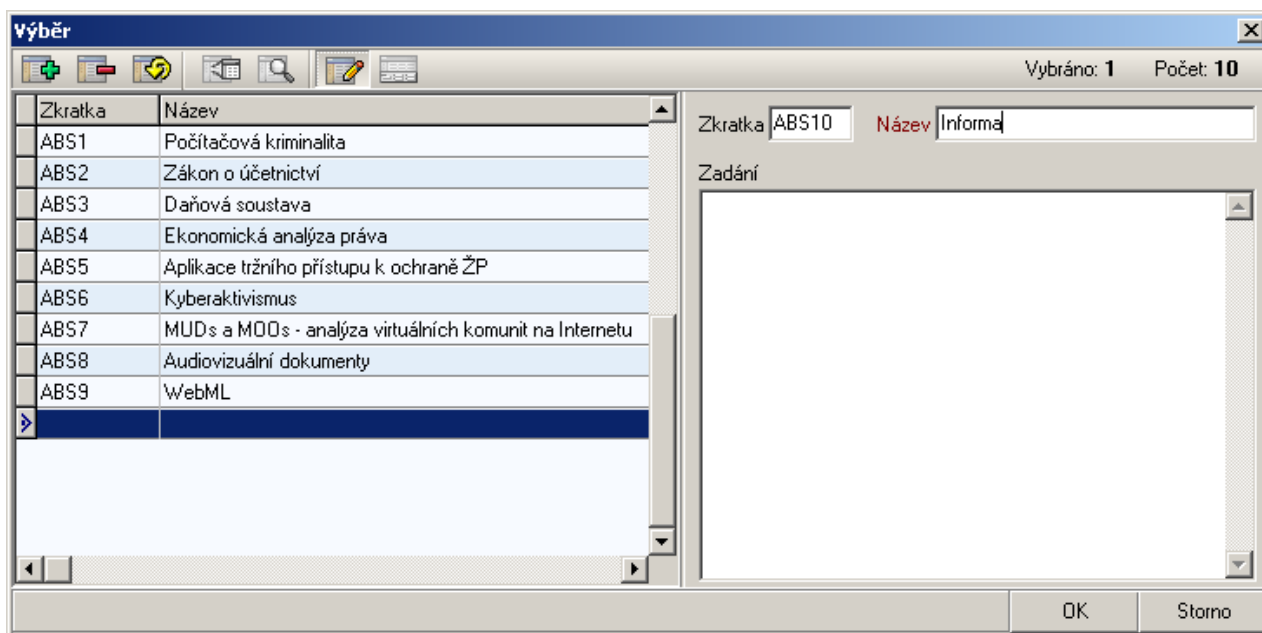 Výběr
Vybráno: 1 Počet: 10
Zkratka Název
ABS1 Počítačová kriminalita
ABS2 Zákon o účetnictví
ABS3 Daňová soustava
ABS4 Ekonomická analýza práva
ABS5 Aplikace tržního přístupu k ochraně ŽP
ABS6 Kyberaktivismus
ABS7 MUDs a MOOs - analýza virtuálních komunit na Internetu
ABS8 Audiovizuální dokumenty
ABS9 WebML
Zkratka ABS10 Název Informa
Zadání
OK Storno